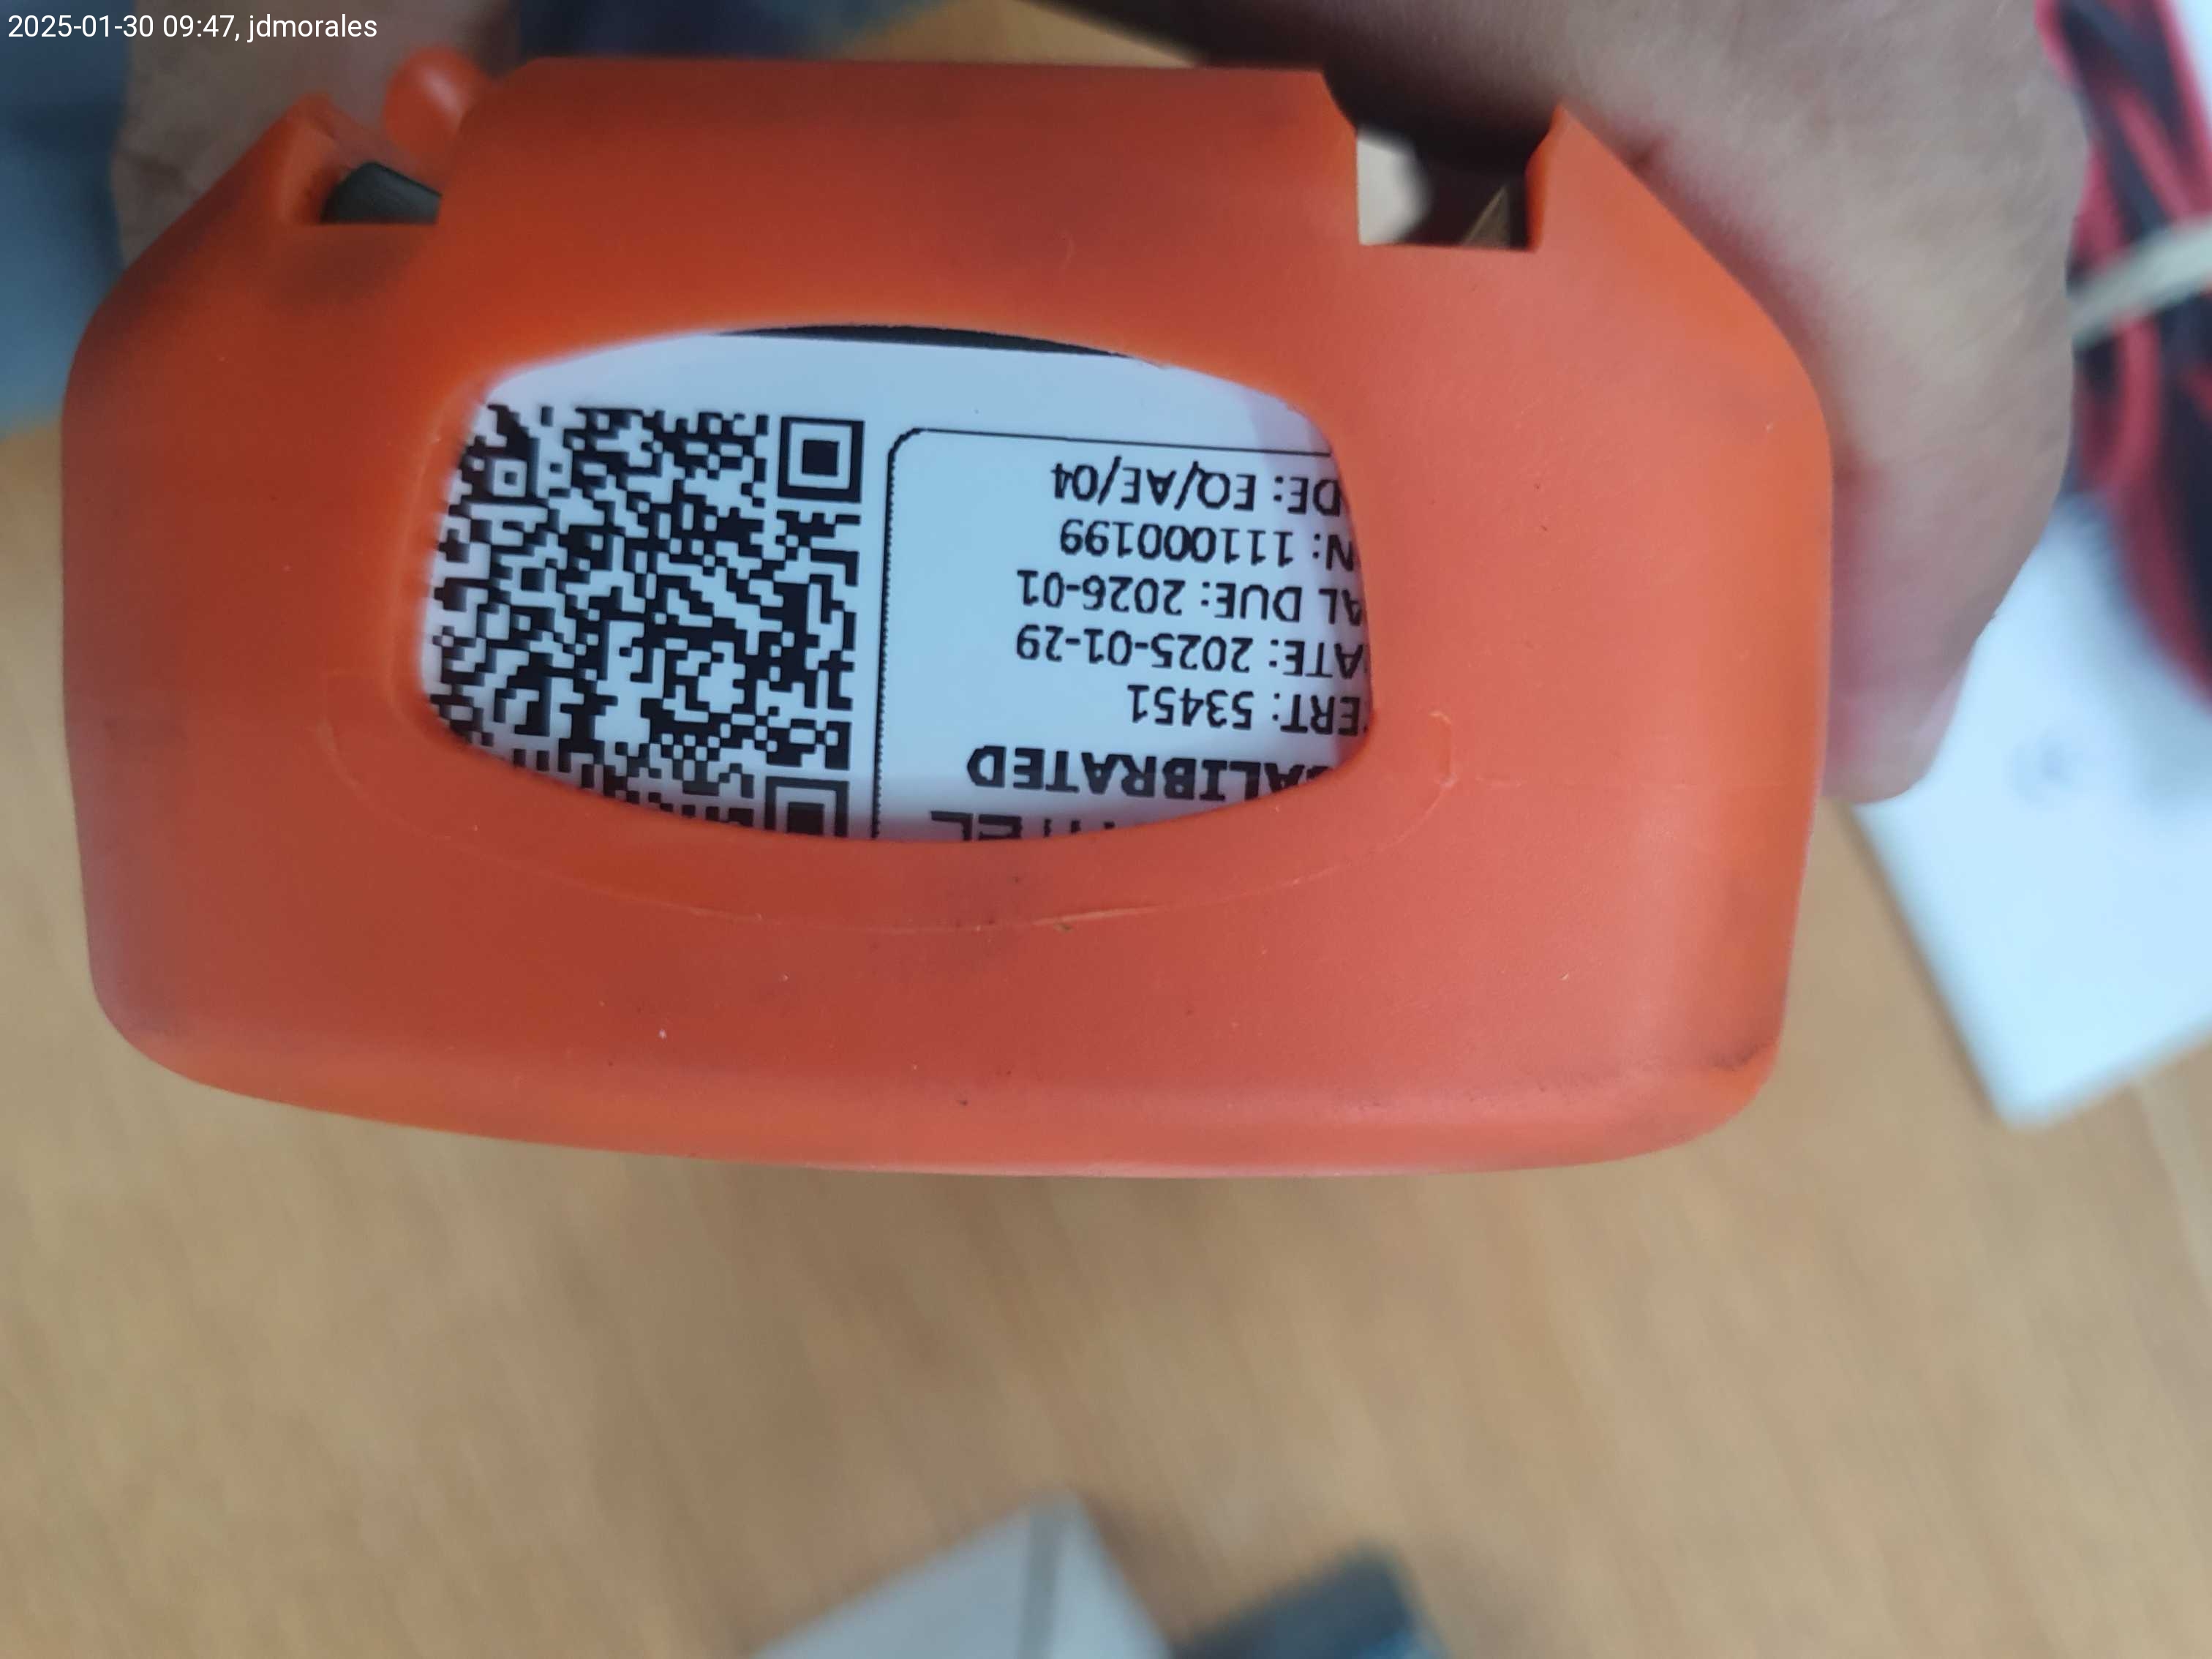 2025-01-30 09:47, jdmorales
CALIBRATED
ERT: 53451
ATE: 2025-01-29
AL DUE: 2026-01
N: 111000199
DE: EQ/AE/04